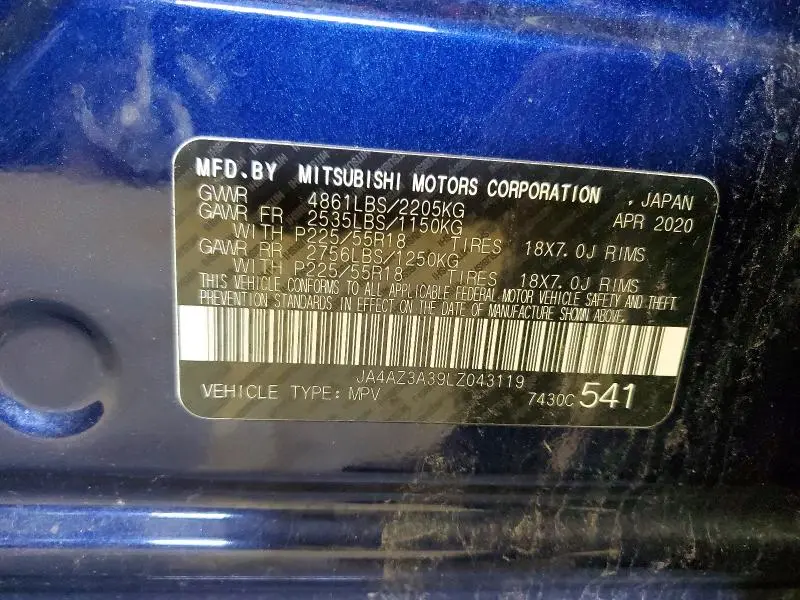 MFD.BY MITSUBISHI MOTORS CORPORATION , JAPAN
GVWR 4861LBS/2205KG APR 2020
GAWR FR 2535LBS/1150KG
WITH P225/55R18 TIRES 18X7.0J RIMS
GAWR RR 2756LBS/1250KG
WITH P225/55R18 TIRES 18X7.0J RIMS
THIS VEHICLE CONFORMS TO ALL APPLICABLE FEDERAL MOTOR VEHICLE SAFETY AND THEFT
PREVENTION STANDARDS IN EFFECT ON THE DATE OF MANUFACTURE SHOWN ABOVE.
JA4AZ3A39LZ043119
VEHICLE TYPE: MPV 7430C 541